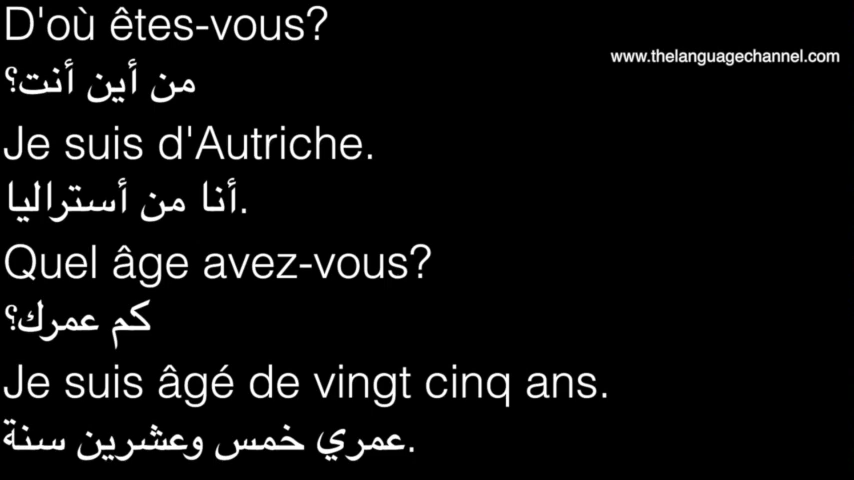 D'où êtes-vous?
www.thelanguagechannel.com
من أين أنت؟
Je suis d'Autriche.
أنا من أستراليا.
Quel âge avez-vous?
كم عمرك؟
Je suis âgé de vingt cinq ans.
عمري خمس وعشرين سنة.